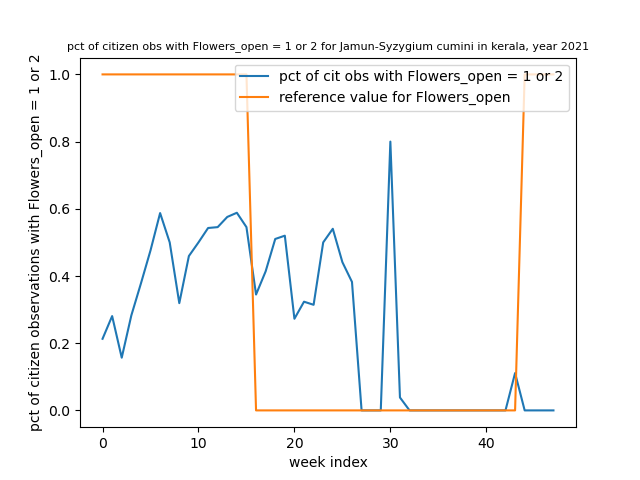 pct of citizen obs with Flowers_open = 1 or 2 for Jamun-Syzygium cumini in kerala, year 2021
pct of citizen observations with Flowers_open = 1 or 2
1.0
0.8
0.6
0.4
0.2
0.0
pct of cit obs with Flowers_open = 1 or 2
reference value for Flowers_open
0
10
20
30
40
week index